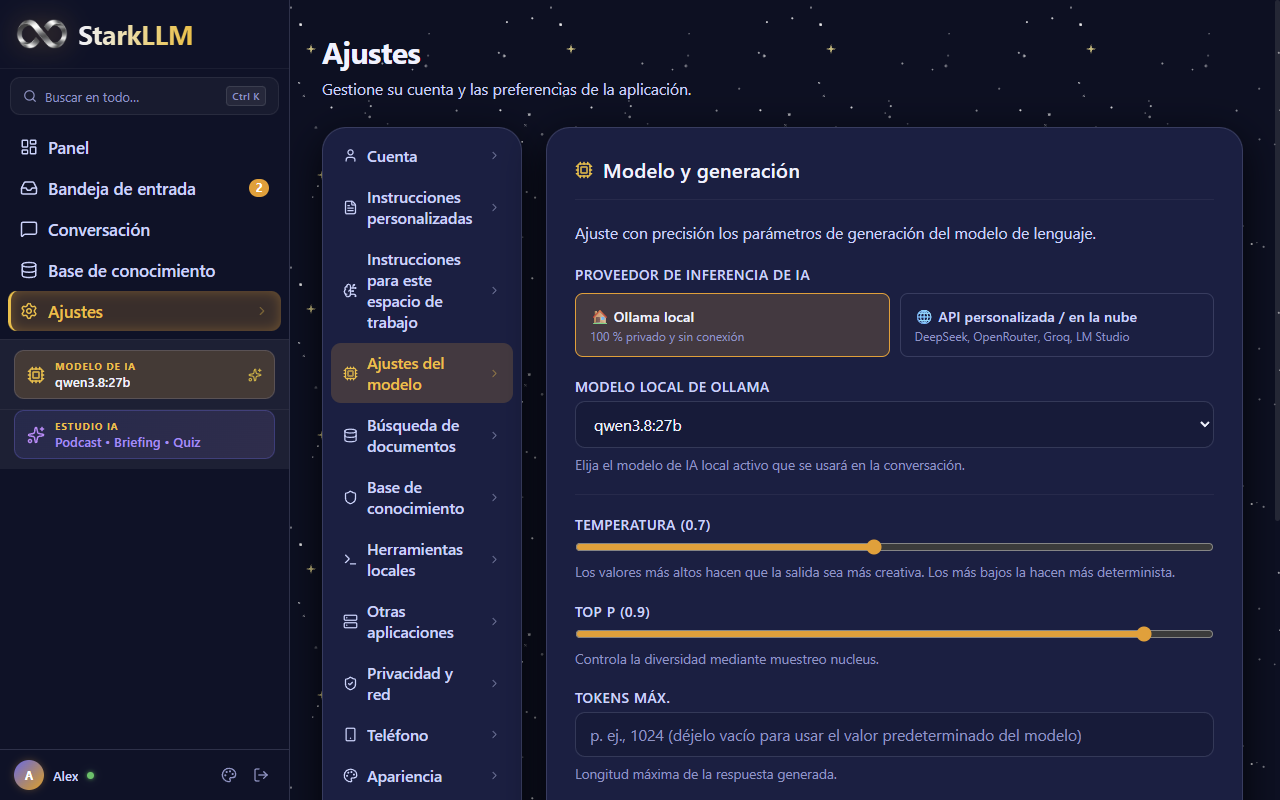 StarkLLM
Buscar en todo...
Ctrl K
Panel
Bandeja de entrada
2
Conversación
Base de conocimiento
Ajustes
MODELO DE IA
qwen3.8:27b
ESTUDIO IA
Podcast • Briefing • Quiz
A
Alex
Ajustes
Gestione su cuenta y las preferencias de la aplicación.
Cuenta
Instrucciones
personalizadas
Instrucciones
para este
espacio de
trabajo
Ajustes del
modelo
Búsqueda de
documentos
Base de
conocimiento
Herramientas
locales
Otras
aplicaciones
Privacidad y
red
Teléfono
Apariencia
Modelo y generación
Ajuste con precisión los parámetros de generación del modelo de lenguaje.
PROVEEDOR DE INFERENCIA DE IA
Ollama local
100 % privado y sin conexión
API personalizada / en la nube
DeepSeek, OpenRouter, Groq, LM Studio
MODELO LOCAL DE OLLAMA
qwen3.8:27b
Elija el modelo de IA local activo que se usará en la conversación.
TEMPERATURA (0.7)
Los valores más altos hacen que la salida sea más creativa. Los más bajos la hacen más determinista.
TOP P (0.9)
Controla la diversidad mediante muestreo nucleus.
TOKENS MÁX.
p. ej., 1024 (déjelo vacío para usar el valor predeterminado del modelo)
Longitud máxima de la respuesta generada.